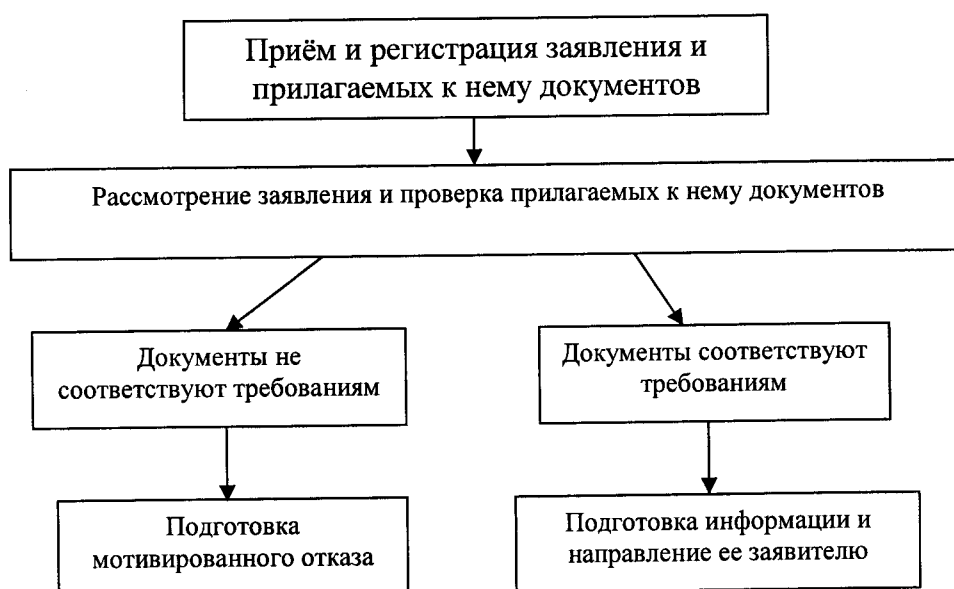 Приём и регистрация заявления и
прилагаемых к нему документов
Рассмотрение заявления и проверка прилагаемых к нему документов
Документы не
соответствуют требованиям
Документы соответствуют
требованиям
Подготовка
мотивированного отказа
Подготовка информации и
направление ее заявителю